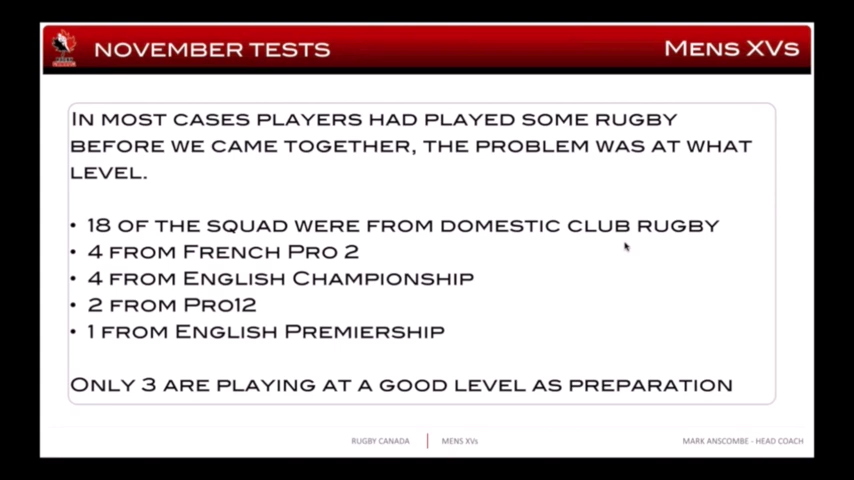 NOVEMBER TESTS
MENS XVS
IN MOST CASES PLAYERS HAD PLAYED SOME RUGBY
BEFORE WE CAME TOGETHER, THE PROBLEM WAS AT WHAT
LEVEL.
• 18 OF THE SQUAD WERE FROM DOMESTIC CLUB RUGBY
• 4 FROM FRENCH PRO 2
• 4 FROM ENGLISH CHAMPIONSHIP
• 2 FROM PRO12
• 1 FROM ENGLISH PREMIERSHIP
ONLY 3 ARE PLAYING AT A GOOD LEVEL AS PREPARATION
RUGBY CANADA
MENS XVs
MARK ANSCOMBE - HEAD COACH